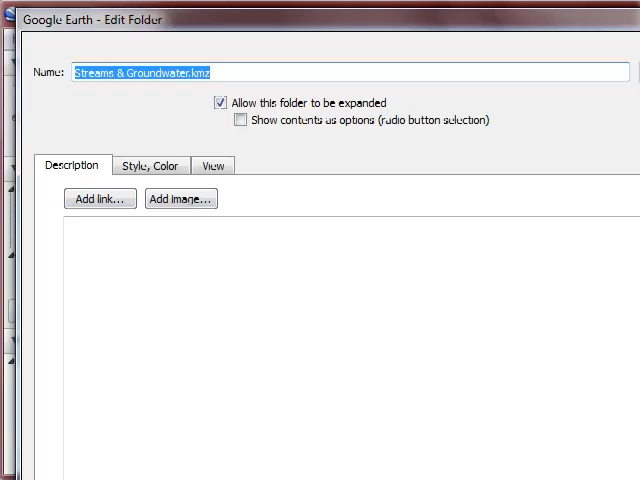 Google Earth - Edit Folder
Name: Streams & Groundwater.kmz
Allow this folder to be expanded
Show contents as options (radio button selection)
Description Style, Color View
Add link... Add image...